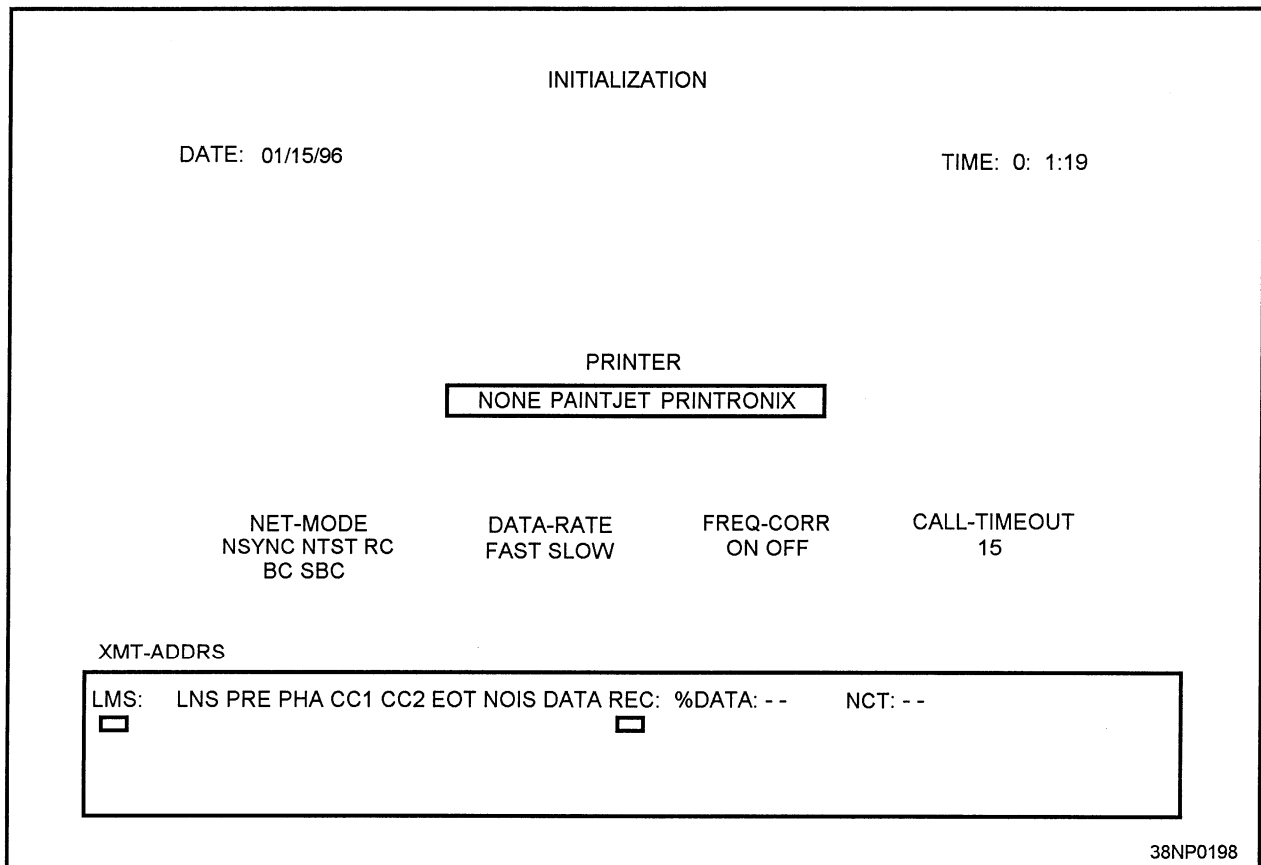 INITIALIZATION
DATE: 01/15/96
TIME: 0: 1:19
PRINTER
NONE PAINTJET PRINTRONIX
NET-MODE
NSYNC NTST RC
BC SBC
DATA-RATE
FAST SLOW
FREQ-CORR
ON OFF
CALL-TIMEOUT
15
XMT-ADDRS
LMS: LNS PRE PHA CC1 CC2 EOT NOIS DATA REC: %DATA: - - NCT: - -
38NP0198